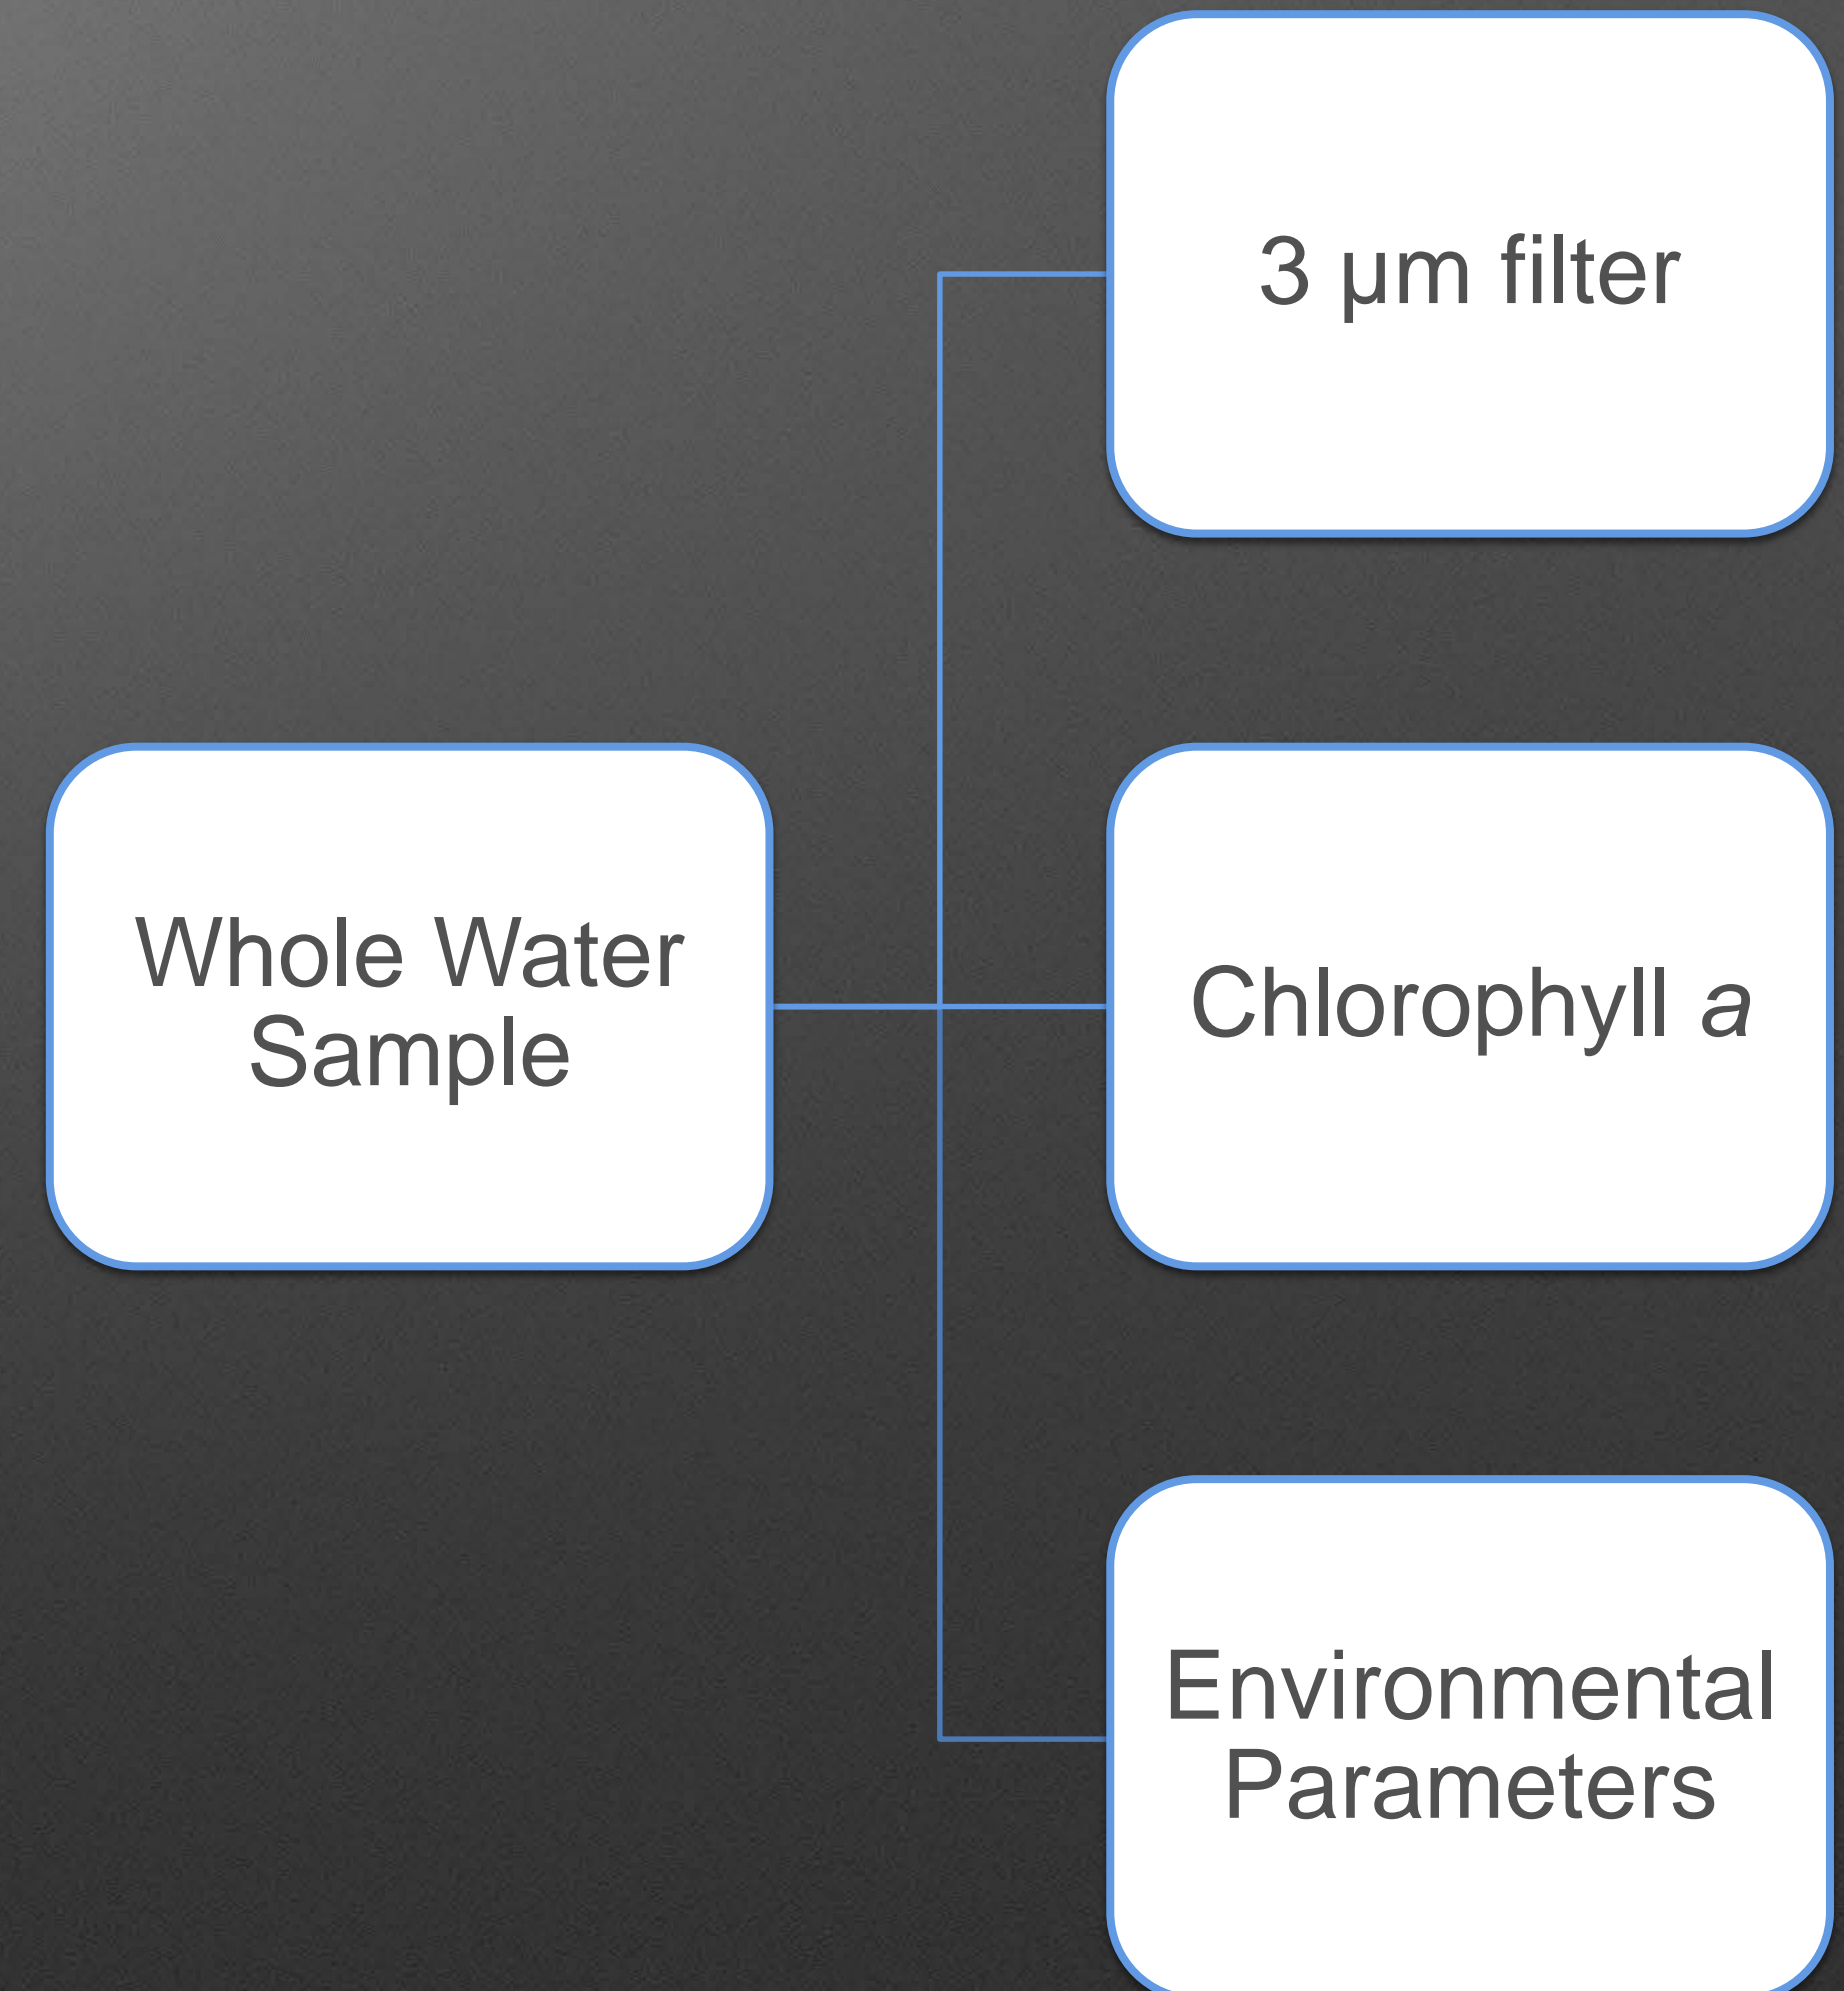 3 μm filter
Whole Water
Sample
Chlorophyll a
Environmental
Parameters